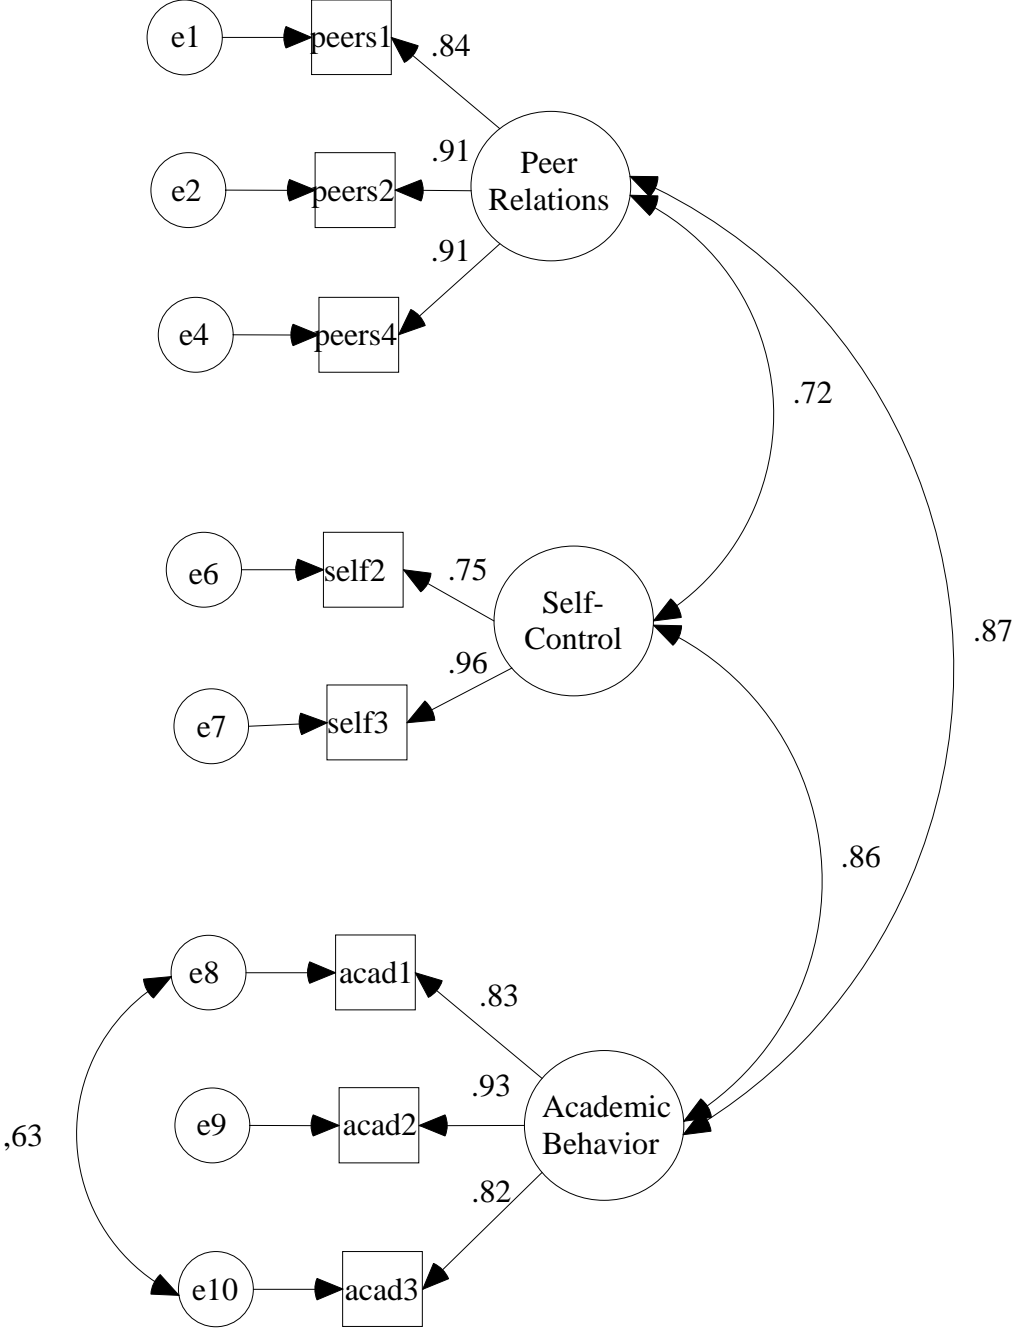 e1
peers1
.84
e2
peers2
.91
Peer
Relations
e4
peers4
.91
.72
e6
self2
.75
Self-
Control
.87
e7
self3
.96
.86
e8
acad1
.83
e9
acad2
.93
Academic
Behavior
,63
e10
acad3
.82